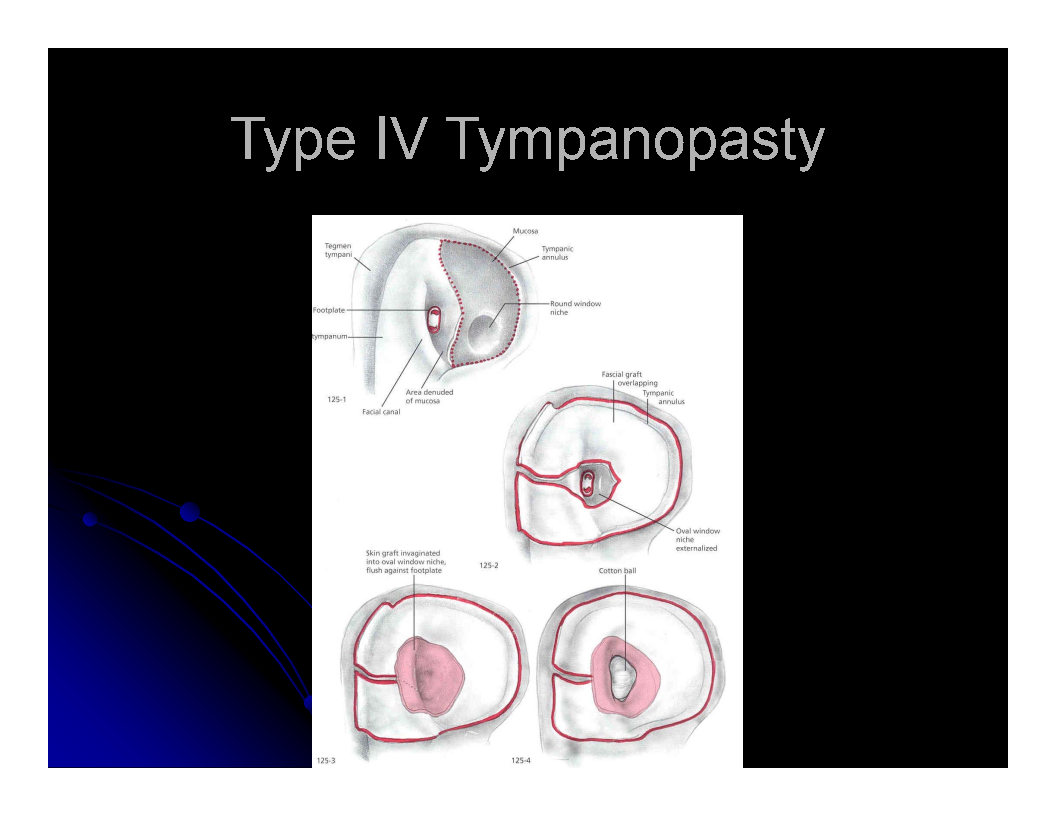 Type IV Tympanopasty
Mucosa
Tegmen
tympani
Tympanic
annulus
Footplate
Round window
niche
tympanum
Area denuded
of mucosa
125-1
Facial canal
Fascial graft
overlapping
Tympanic
annulus
Oval window
niche
externalized
125-2
Skin graft invaginated
into oval window niche,
flush against footplate
Cotton ball
125-3
125-4